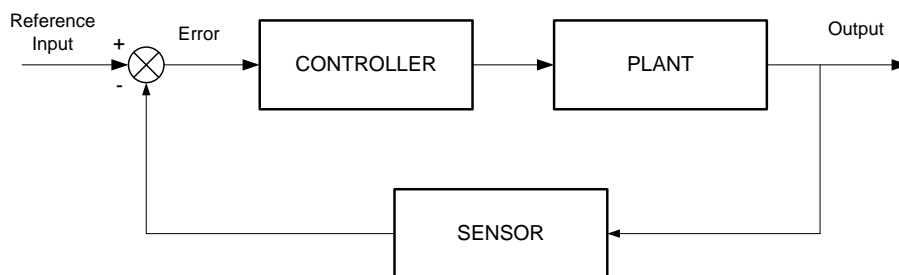 Reference
Input
+
-
Error
CONTROLLER
PLANT
Output
SENSOR